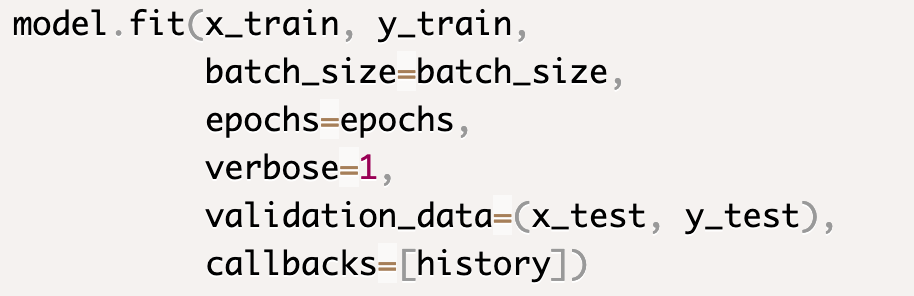 model.fit(x_train, y_train,
          batch_size=batch_size,
          epochs=epochs,
          verbose=1,
          validation_data=(x_test, y_test),
          callbacks=[history])